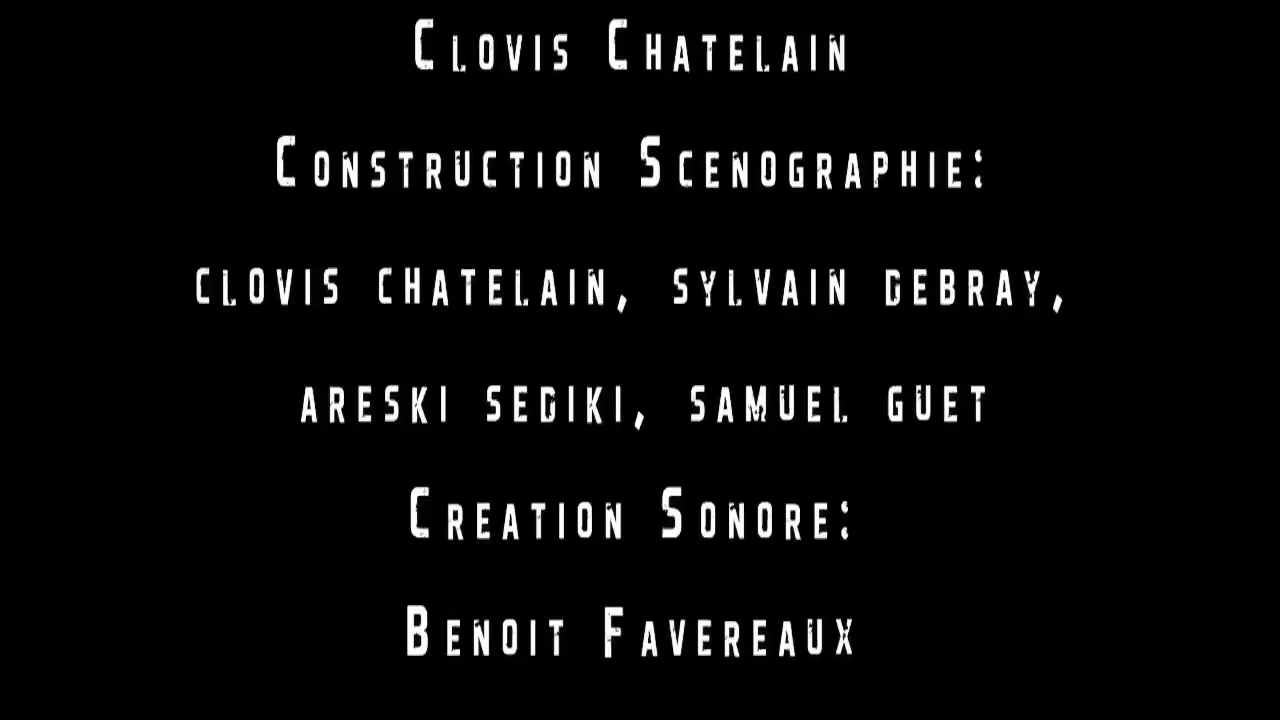 Clovis Chatelain
Construction Scenographie:
clovis chatelain, sylvain debray,
areski sediki, samuel guet
Creation Sonore:
Benoit Favereaux